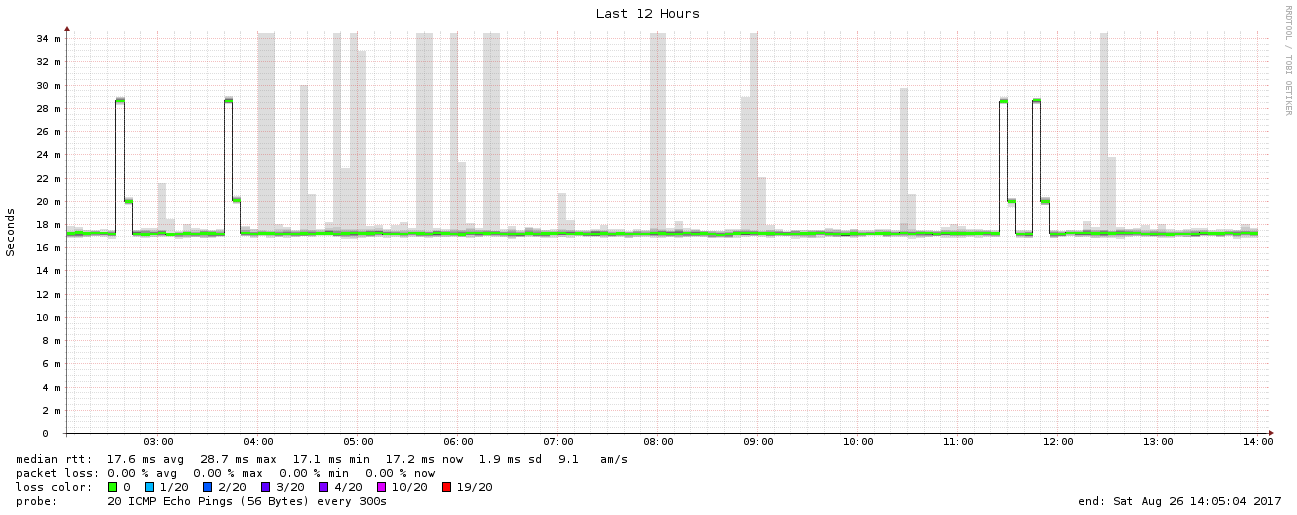 Last 12 Hours
RRDTOOL / TOBI OETIKER
Seconds
34 m
32 m
30 m
28 m
26 m
24 m
22 m
20 m
18 m
16 m
14 m
12 m
10 m
8 m
6 m
4 m
2 m
0
03:00 04:00 05:00 06:00 07:00 08:00 09:00 10:00 11:00 12:00 13:00 14:00
median rtt: 17.6 ms avg 28.7 ms max 17.1 ms min 17.2 ms now 1.9 ms sd 9.1 am/s
packet loss: 0.00 % avg 0.00 % max 0.00 % min 0.00 % now
loss color: 0 1/20 2/20 3/20 4/20 10/20 19/20
probe: 20 ICMP Echo Pings (56 Bytes) every 300s end: Sat Aug 26 14:05:04 2017